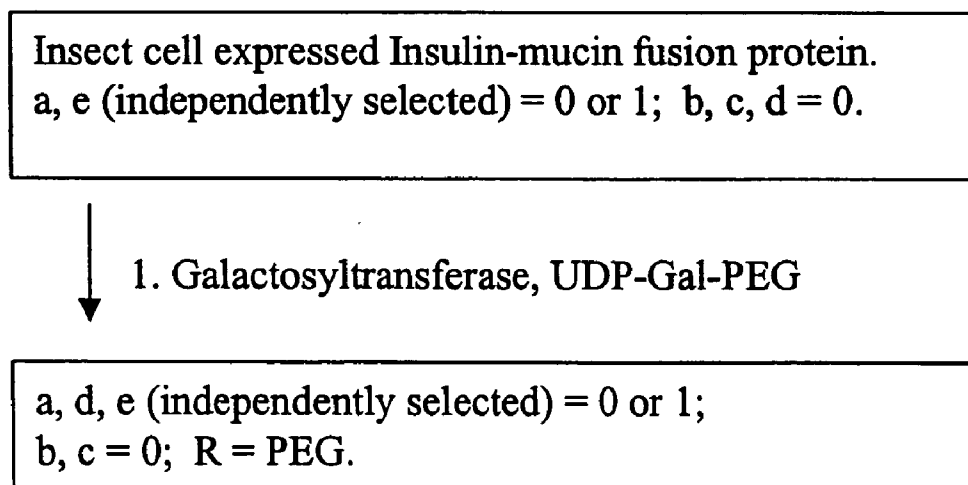 Insect cell expressed Insulin-mucin fusion protein.
a, e (independently selected) = 0 or 1;  b, c, d = 0.
1. Galactosyltransferase, UDP-Gal-PEG
a, d, e (independently selected) = 0 or 1;
b, c = 0;  R = PEG.